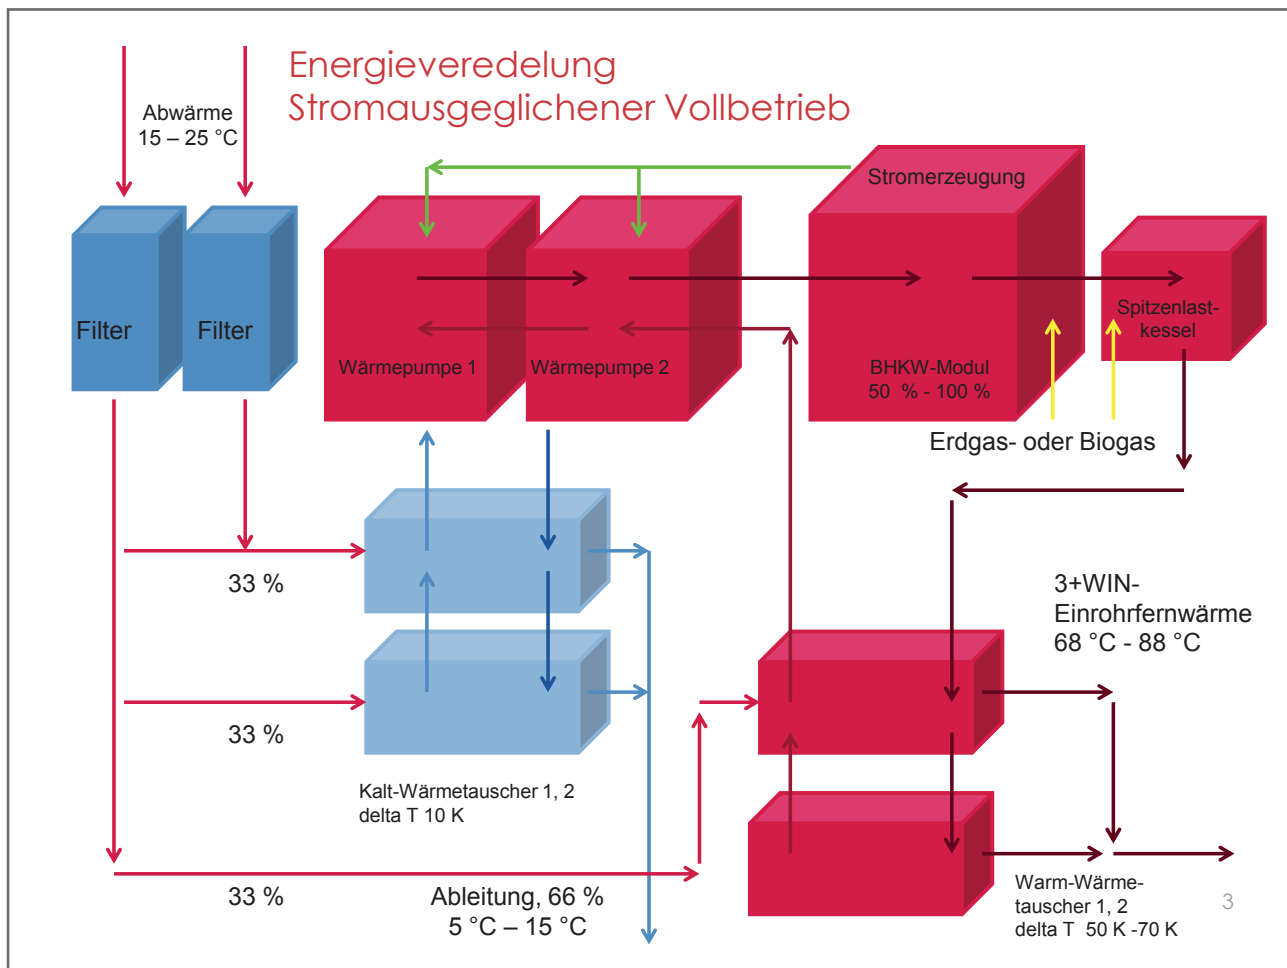 Energieveredelung
Stromausgeglichener Vollbetrieb
Abwärme
15 – 25 °C
Stromerzeugung
Filter
Filter
Wärmepumpe 1
Wärmepumpe 2
BHKW-Modul
50  % - 100 %
Spitzenlast-
kessel
Erdgas- oder Biogas
33 %
33 %
3+WIN-
Einrohrfernwärme
68 °C - 88 °C
Kalt-Wärmetauscher 1, 2
delta T 10 K
33 %
Ableitung, 66 %
5 °C – 15 °C
Warm-Wärme-
tauscher 1, 2
delta T  50 K -70 K
3